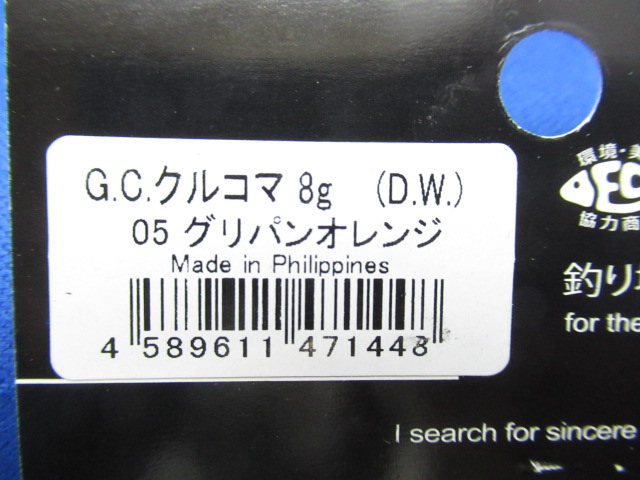 G.C.クルコマ 8g (D.W.)
05 グリパンオレンジ
Made in Philippines
4 589611 471448
環境・美
協力商
釣り
for the
I search for sincere